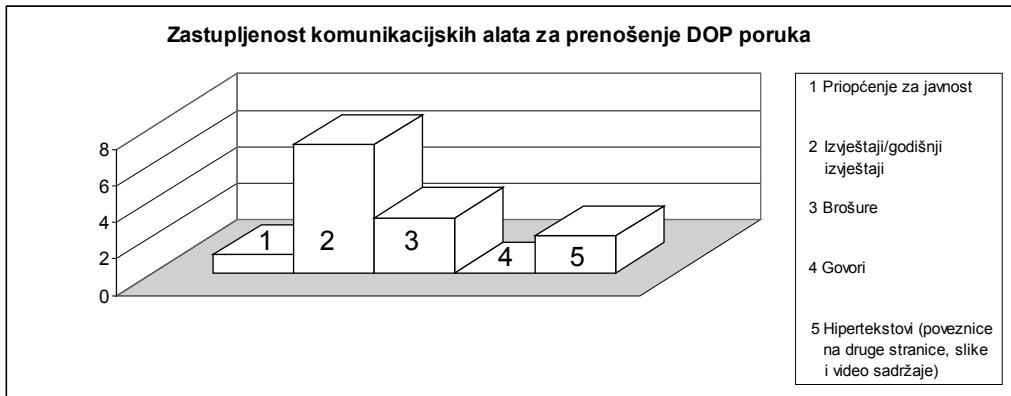 Zastupljenost komunikacijskih alata za prenošenje DOP poruka
8
6
4
2
0
1
2
3
4
5
1 Priopćenje za javnost
2 Izvještaji/godišnji
izvještaji
3 Brošure
4 Govori
5 Hipertekstovi (poveznice
na druge stranice, slike
i video sadržaje)